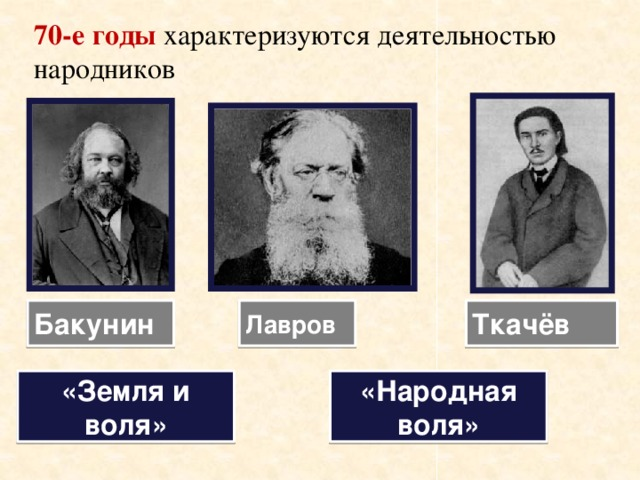 70-е годы характеризуются деятельностью
народников
Бакунин
Лавров
Ткачёв
«Земля и
воля»
«Народная
воля»